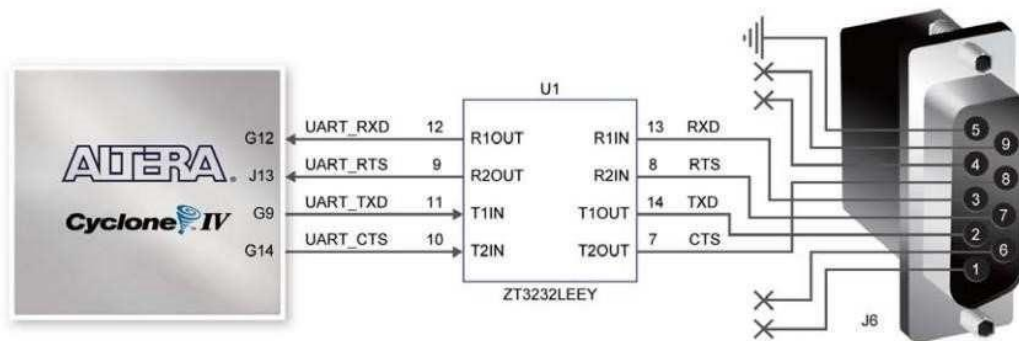 U1
G12 UART_RXD 12 R1OUT R1IN 13 RXD
J13 UART_RTS 9 R2OUT R2IN 8 RTS
G9 UART_TXD 11 T1IN T1OUT 14 TXD
G14 UART_CTS 10 T2IN T2OUT 7 CTS
ALTERA.
Cyclone IV
ZT3232LEEY
5
9
4
8
3
7
2
6
1
J6